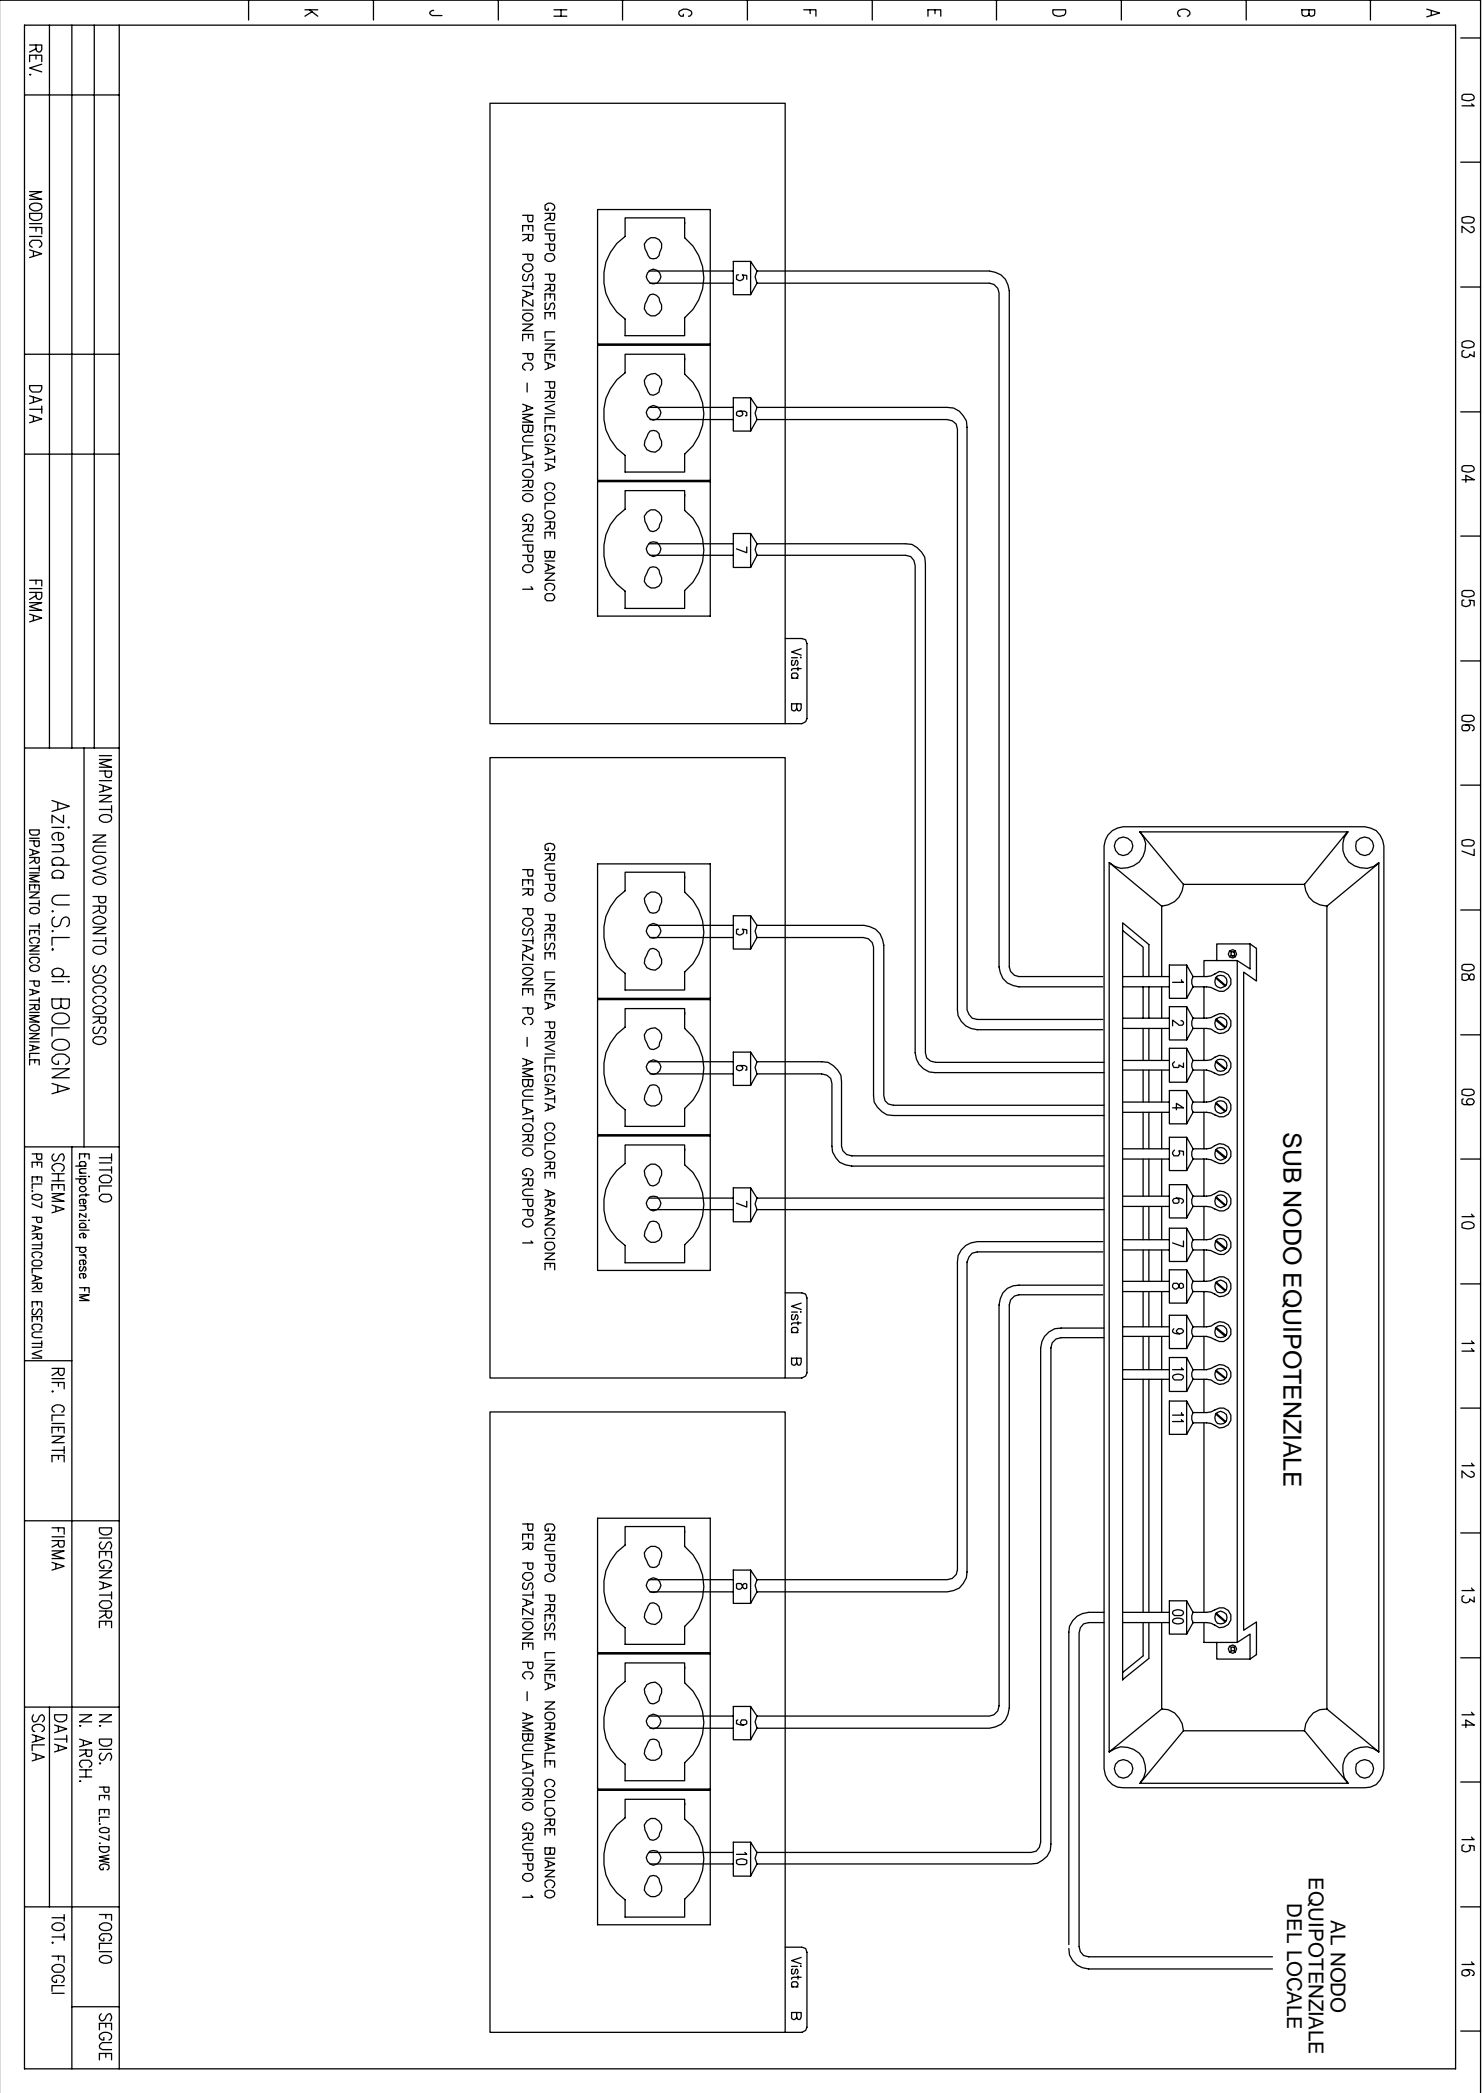 01 02 03 04 05 06 07 08 09 10 11 12 13 14 15 16
A
B
C
D
E
F
G
H
J
K
AL NODO
EQUIPOTENZIALE
DEL LOCALE
SUB NODO EQUIPOTENZIALE
1 2 3 4 5 6 7 8 9 10 11 00
Vista B
Vista B
Vista B
5 6 7
5 6 7
8 9 10
GRUPPO PRESE LINEA PRIVILEGIATA COLORE BIANCO
PER POSTAZIONE PC - AMBULATORIO GRUPPO 1
GRUPPO PRESE LINEA PRIVILEGIATA COLORE ARANCIONE
PER POSTAZIONE PC - AMBULATORIO GRUPPO 1
GRUPPO PRESE LINEA NORMALE COLORE BIANCO
PER POSTAZIONE PC - AMBULATORIO GRUPPO 1
REV. MODIFICA DATA FIRMA
IMPIANTO NUOVO PRONTO SOCCORSO
Azienda U.S.L. di BOLOGNA
DIPARTIMENTO TECNICO PATRIMONIALE
TITOLO
Equipotenziale prese FM
SCHEMA
PE EL.07 PARTICOLARI ESECUTIVI
RIF. CLIENTE
DISEGNATORE
FIRMA
N. DIS. PE EL.07.DWG
N. ARCH.
DATA
SCALA
FOGLIO
TOT. FOGLI
SEGUE